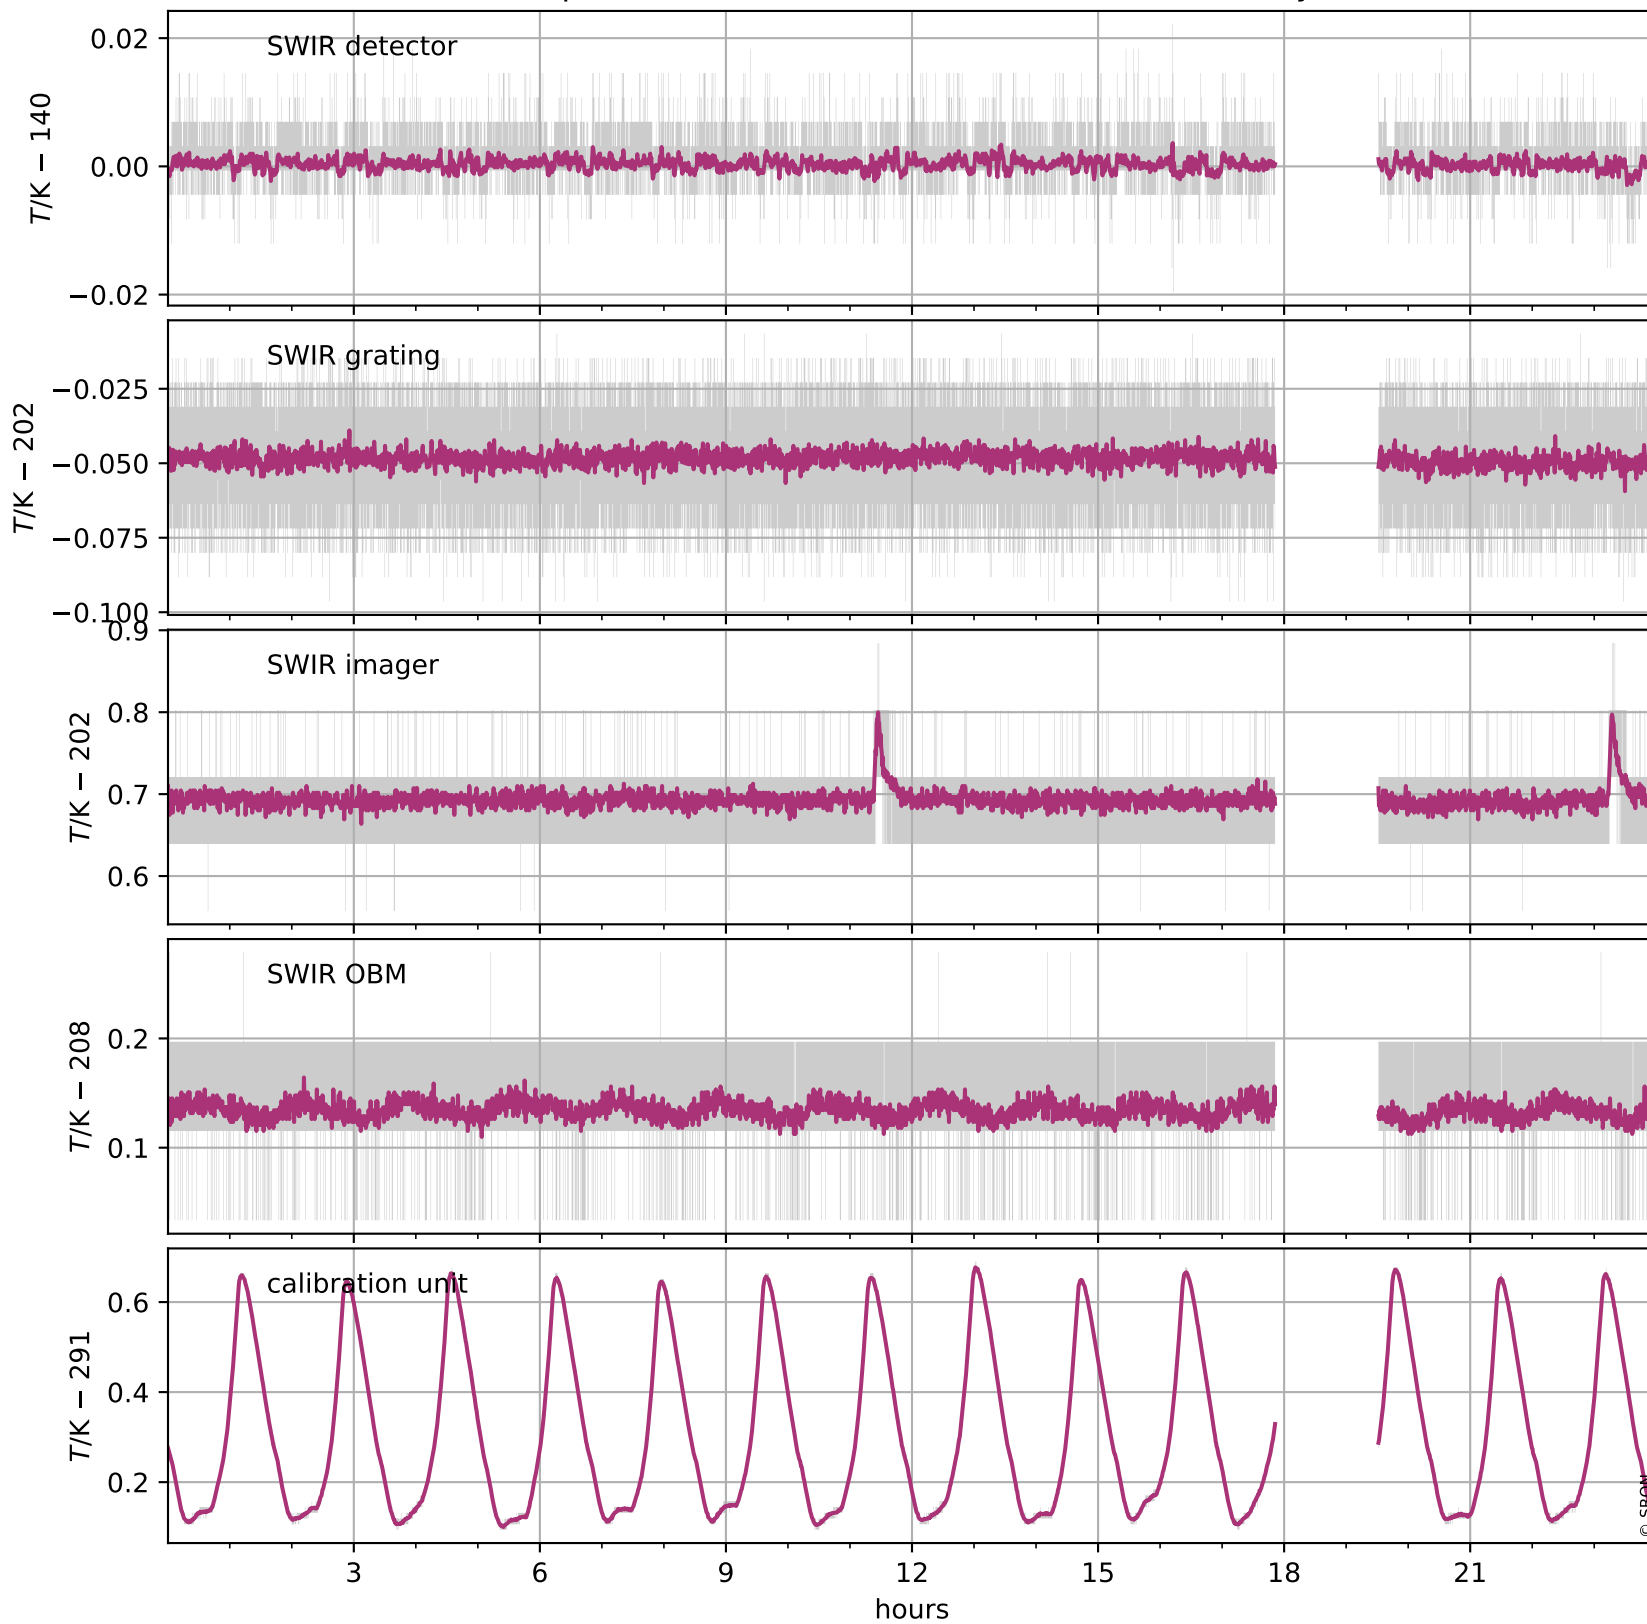 SWIR detector
0.02
0.00
−0.02
T/K − 140
SWIR grating
−0.025
−0.050
−0.075
−0.100
T/K − 202
SWIR imager
0.9
0.8
0.7
0.6
T/K − 202
SWIR OBM
0.2
0.1
T/K − 208
calibration unit
0.6
0.4
0.2
T/K − 291
3 6 9 12 15 18 21
hours
© SRON